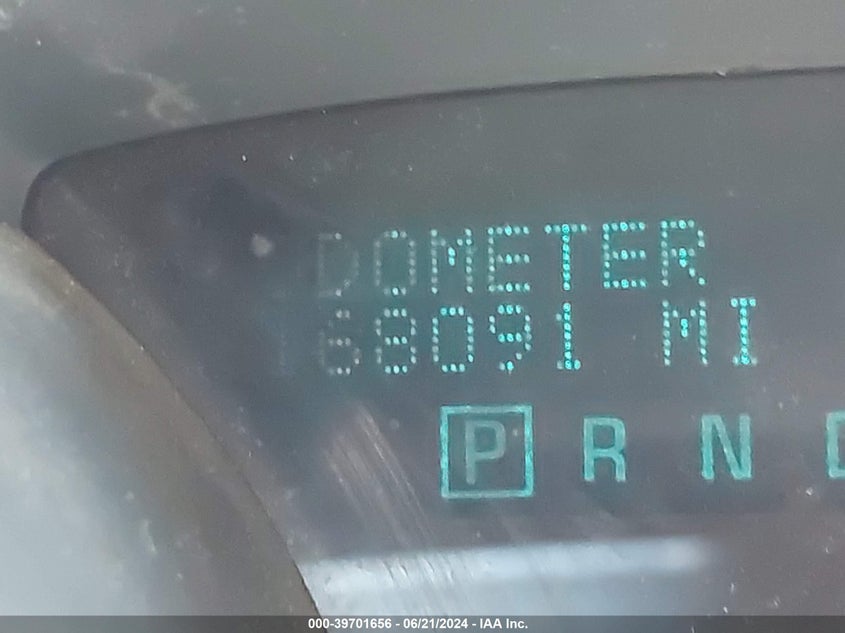 DOMETER
68091 MI
P R N D
000-39701656 - 06/21/2024 - IAA Inc.